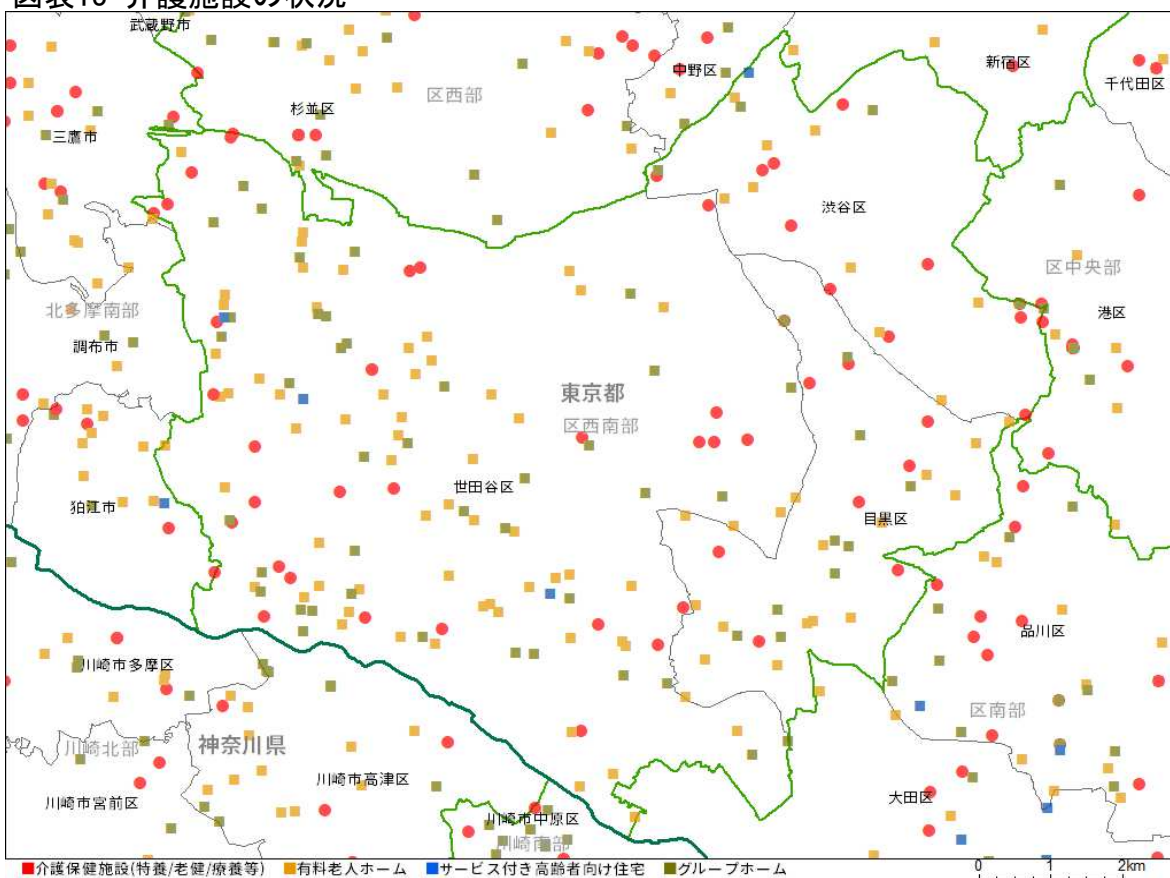 図表16 介護施設の状況
武蔵野市
中野区
新宿区
千代田区
杉並区
区西部
三鷹市
渋谷区
区中央部
北多摩南部
港区
調布市
東京都
区西南部
世田谷区
狛江市
目黒区
品川区
川崎市多摩区
区南部
川崎北部
神奈川県
川崎市高津区
川崎市宮前区
大田区
川崎市中原区
川崎南部
介護保健施設(特養/老健/療養等) 有料老人ホーム サービス付き高齢者向け住宅 グループホーム
0 1 2km